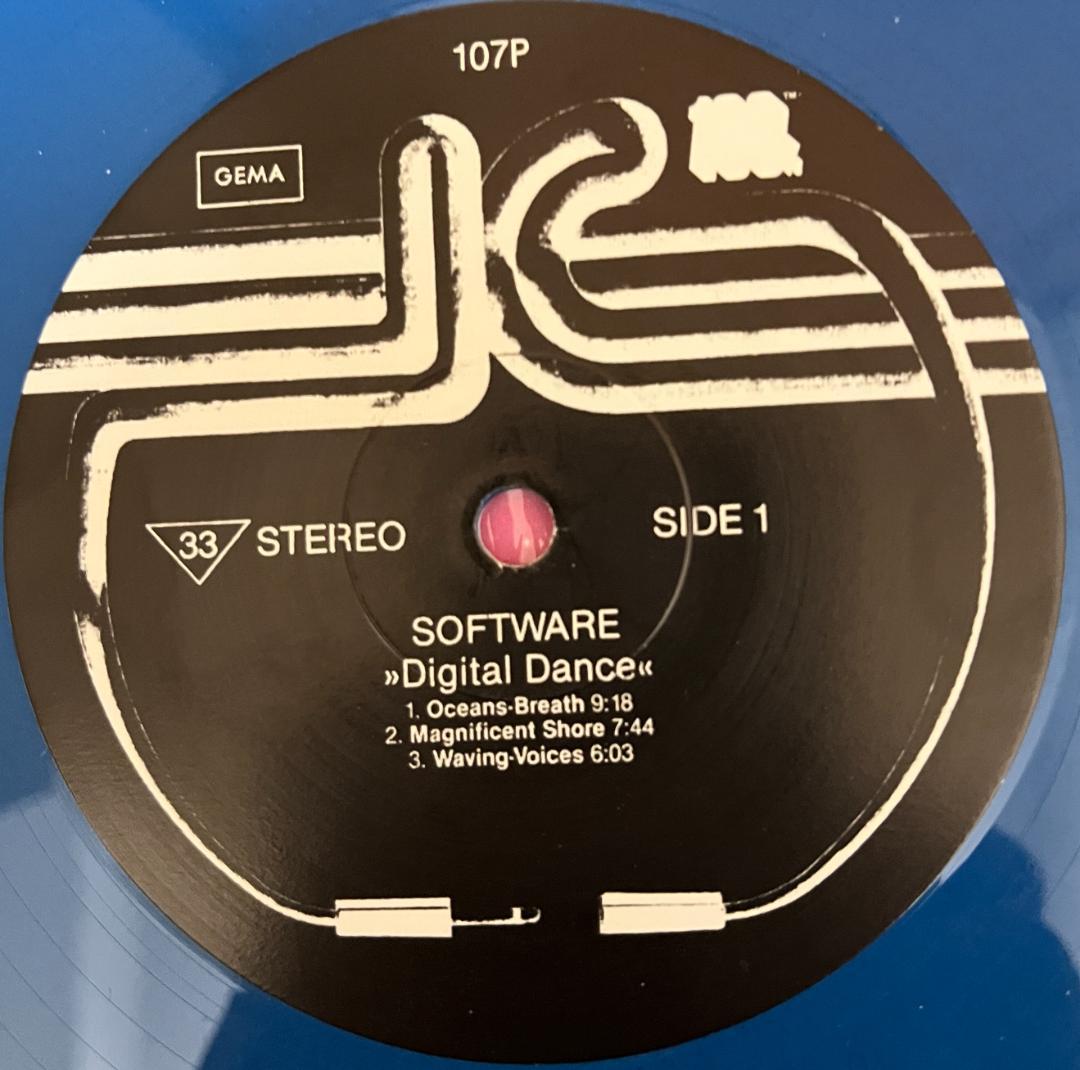 107P
GEMA
33 STEREO
SIDE 1
SOFTWARE
»Digital Dance«
1. Oceans-Breath 9:18
2. Magnificent Shore 7:44
3. Waving-Voices 6:03